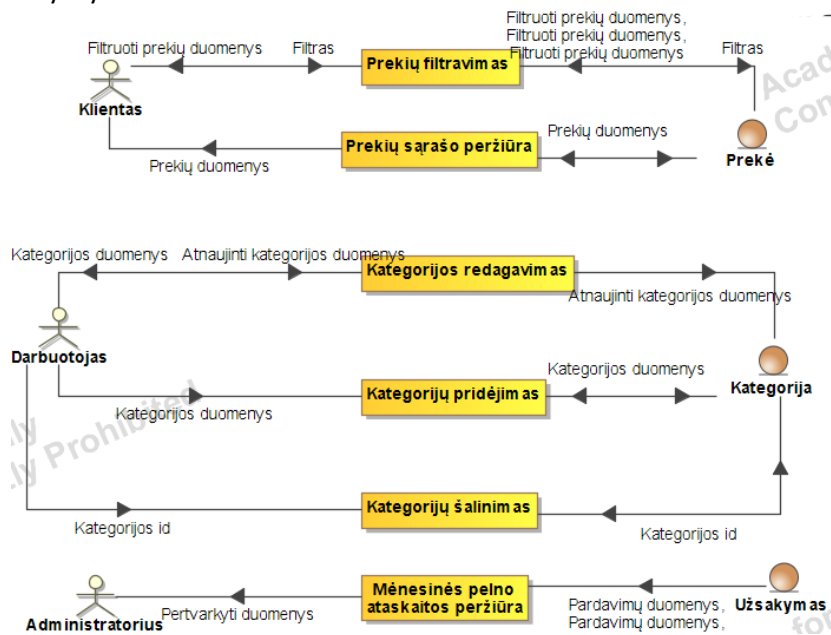 Filtruoti prekių duomenys,
Filtruoti prekių duomenys,
Filtruoti prekių duomenys Filtras Filtruoti prekių duomenys Filtras
Prekių filtravimas
Klientas
Prekių sąrašo peržiūra
Prekių duomenys
Prekių duomenys
Prekė
Kategorijos duomenys Atnaujinti kategorijos duomenys
Kategorijos redagavimas
Atnaujinti kategorijos duomenys
Darbuotojas
Kategorijų pridėjimas
Kategorijos duomenys
Kategorijos duomenys
Kategorija
Prohibited
Kategorijų šalinimas
Kategorijos id
Kategorijos id
Mėnesinės pelno
ataskaitos peržiūra
Administratorius
Pertvarkyti duomenys
Pardavimų duomenys,
Pardavimų duomenys,
Užsakymas